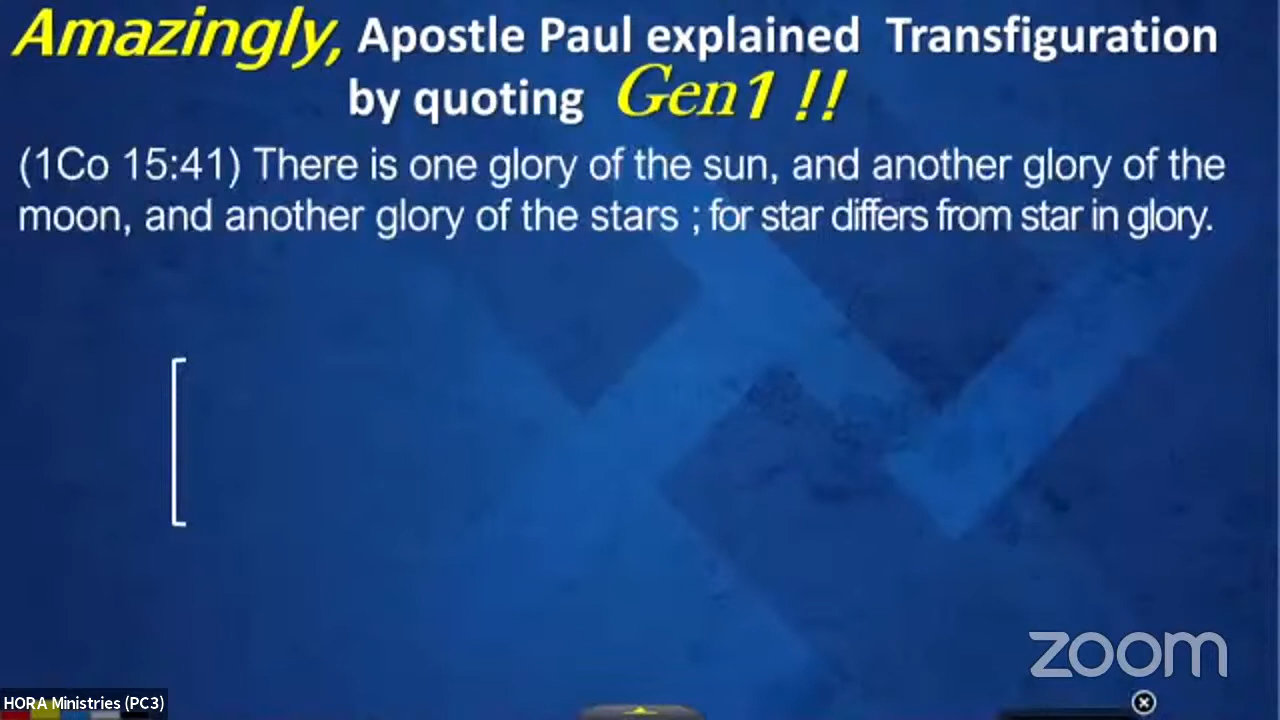 Amazingly, Apostle Paul explained Transfiguration
by quoting Gen1 !!
(1Co 15:41) There is one glory of the sun, and another glory of the
moon, and another glory of the stars ; for star differs from star in glory.
zoom
HORA Ministries (PC3)